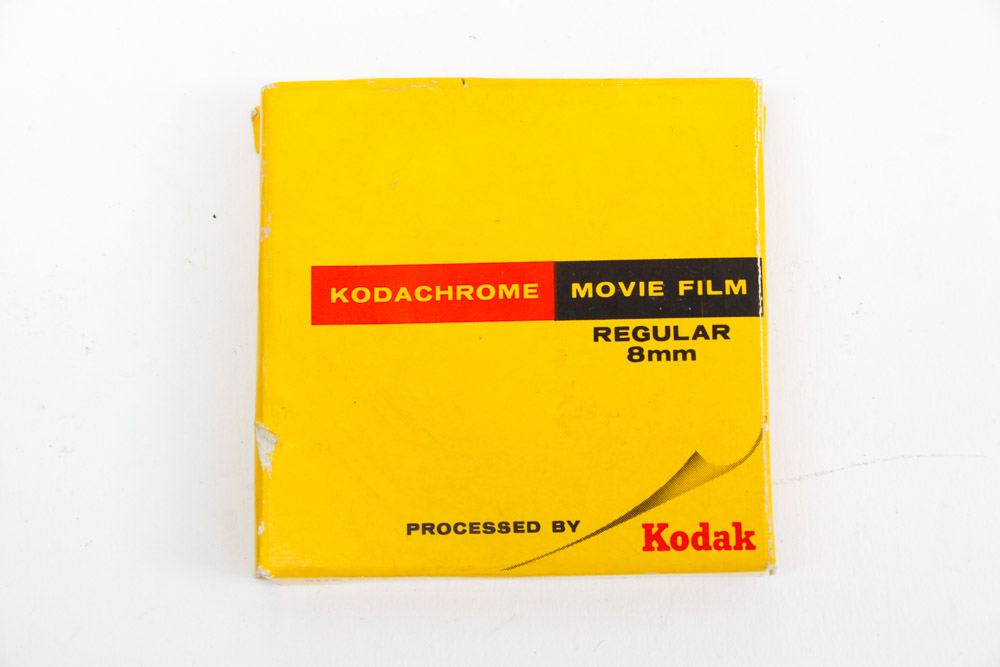 KODACHROME MOVIE FILM
REGULAR
8mm
PROCESSED BY Kodak